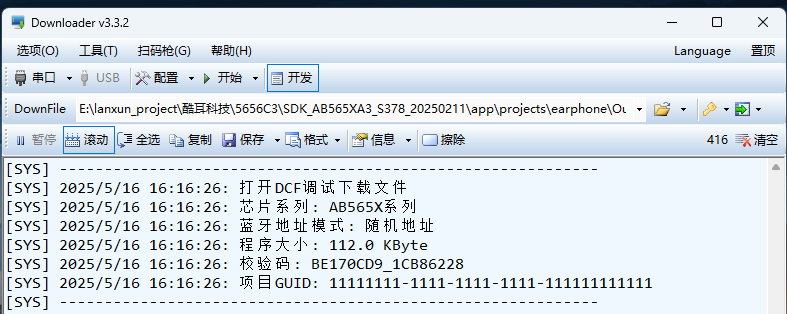 Downloader v3.3.2
选项(O) 工具(T) 扫码枪(G) 帮助(H) Language 置顶
串口 USB 配置 开始 开发
DownFile E:\lanxun_project\酷耳科技\5656C3\SDK_AB565XA3_S378_20250211\app\projects\earphone\Ou
暂停 滚动 全选 复制 保存 格式 信息 擦除 416 清空
[SYS] ------------------------------------------------------------
[SYS] 2025/5/16 16:16:26: 打开DCF调试下载文件
[SYS] 2025/5/16 16:16:26: 芯片系列: AB565X系列
[SYS] 2025/5/16 16:16:26: 蓝牙地址模式: 随机地址
[SYS] 2025/5/16 16:16:26: 程序大小: 112.0 KByte
[SYS] 2025/5/16 16:16:26: 校验码: BE170CD9_1CB86228
[SYS] 2025/5/16 16:16:26: 项目GUID: 11111111-1111-1111-1111-111111111111
[SYS] ------------------------------------------------------------